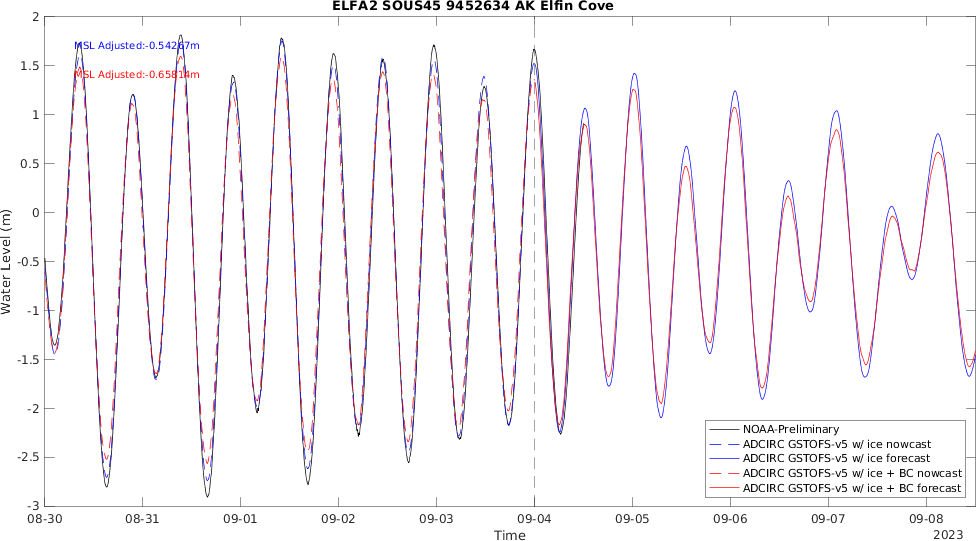 ELFA2 SOUS45 9452634 AK Elfin Cove
2
1.5
1
0.5
0
-0.5
-1
-1.5
-2
-2.5
-3
Water Level (m)
MSL Adjusted:-0.54267m
MSL Adjusted:-0.65814m
NOAA-Preliminary
ADCIRC GSTOFS-v5 w/ ice nowcast
ADCIRC GSTOFS-v5 w/ ice forecast
ADCIRC GSTOFS-v5 w/ ice + BC nowcast
ADCIRC GSTOFS-v5 w/ ice + BC forecast
08-30 08-31 09-01 09-02 09-03 09-04 09-05 09-06 09-07 09-08
Time
2023